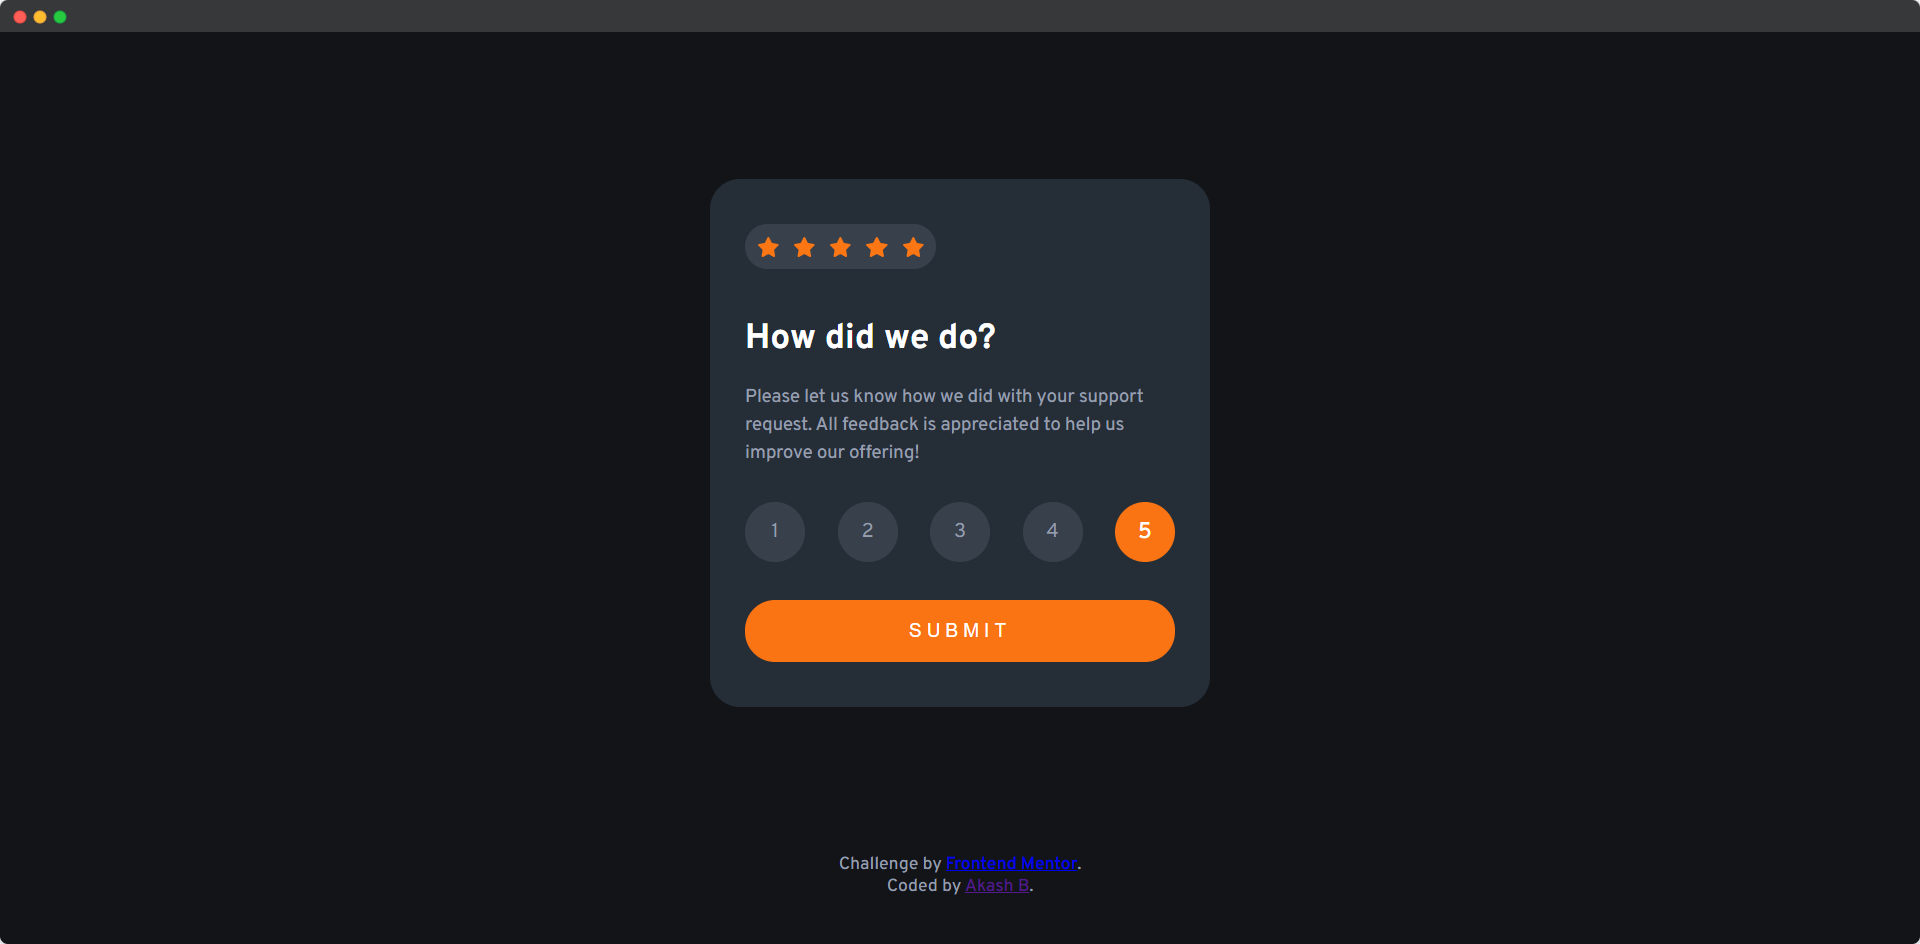 How did we do?
Please let us know how we did with your support
request. All feedback is appreciated to help us
improve our offering!
1 2 3 4 5
SUBMIT
Challenge by Frontend Mentor.
Coded by Akash B.